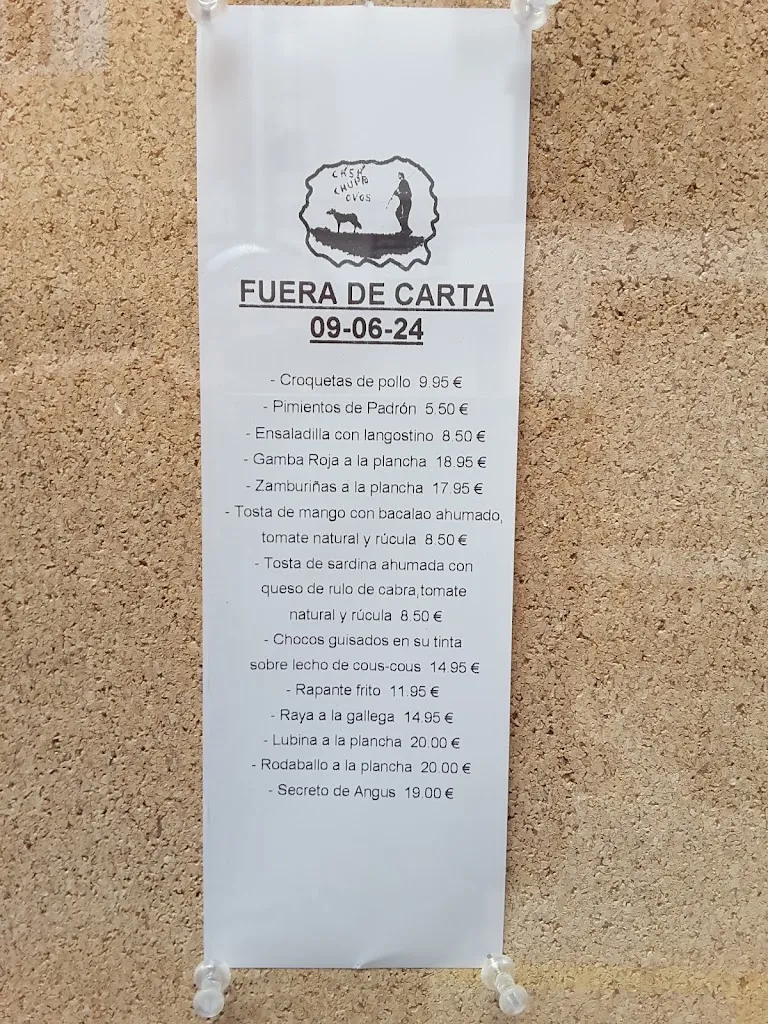 CASA
CHUPA
OVOS
FUERA DE CARTA
09-06-24
- Croquetas de pollo 9.95 €
- Pimientos de Padrón 5.50 €
- Ensaladilla con langostino 8.50 €
- Gamba Roja a la plancha 18.95 €
- Zamburiñas a la plancha 17.95 €
- Tosta de mango con bacalao ahumado,
tomate natural y rúcula 8.50 €
- Tosta de sardina ahumada con
queso de rulo de cabra,tomate
natural y rúcula 8.50 €
- Chocos guisados en su tinta
sobre lecho de cous-cous 14.95 €
- Rapante frito 11.95 €
- Raya a la gallega 14.95 €
- Lubina a la plancha 20.00 €
- Rodaballo a la plancha 20.00 €
- Secreto de Angus 19.00 €